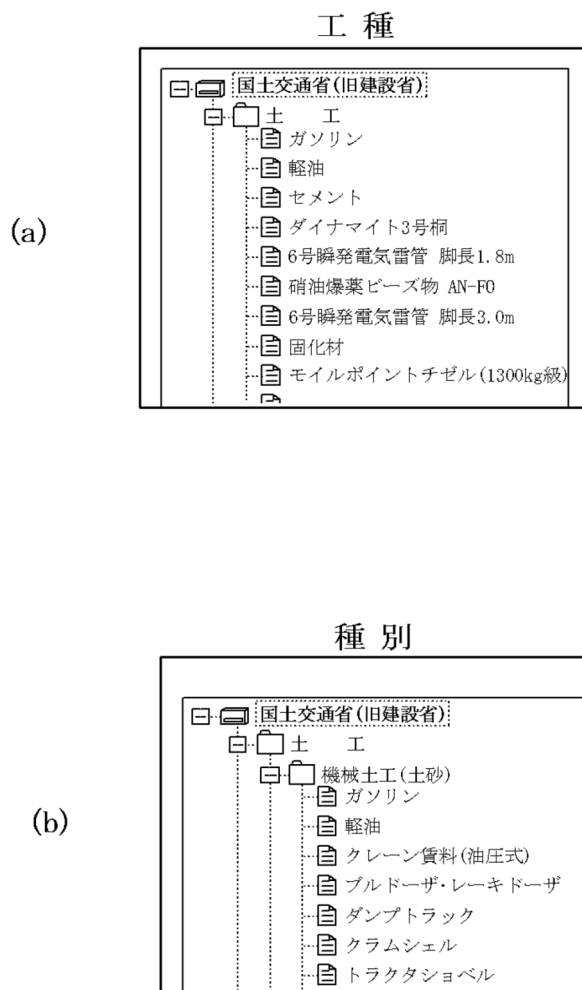 工種
(a)
国土交通省(旧建設省)
土 工
ガソリン
軽油
セメント
ダイナマイト3号桐
6号瞬発電気雷管 脚長1.8m
硝油爆薬ビーズ物 AN-FO
6号瞬発電気雷管 脚長3.0m
固化材
モイルポイントチゼル(1300kg級)
種別
(b)
国土交通省(旧建設省)
土 工
機械土工(土砂)
ガソリン
軽油
クレーン賃料(油圧式)
ブルドーザ・レーキドーザ
ダンプトラック
クラムシェル
トラクタショベル